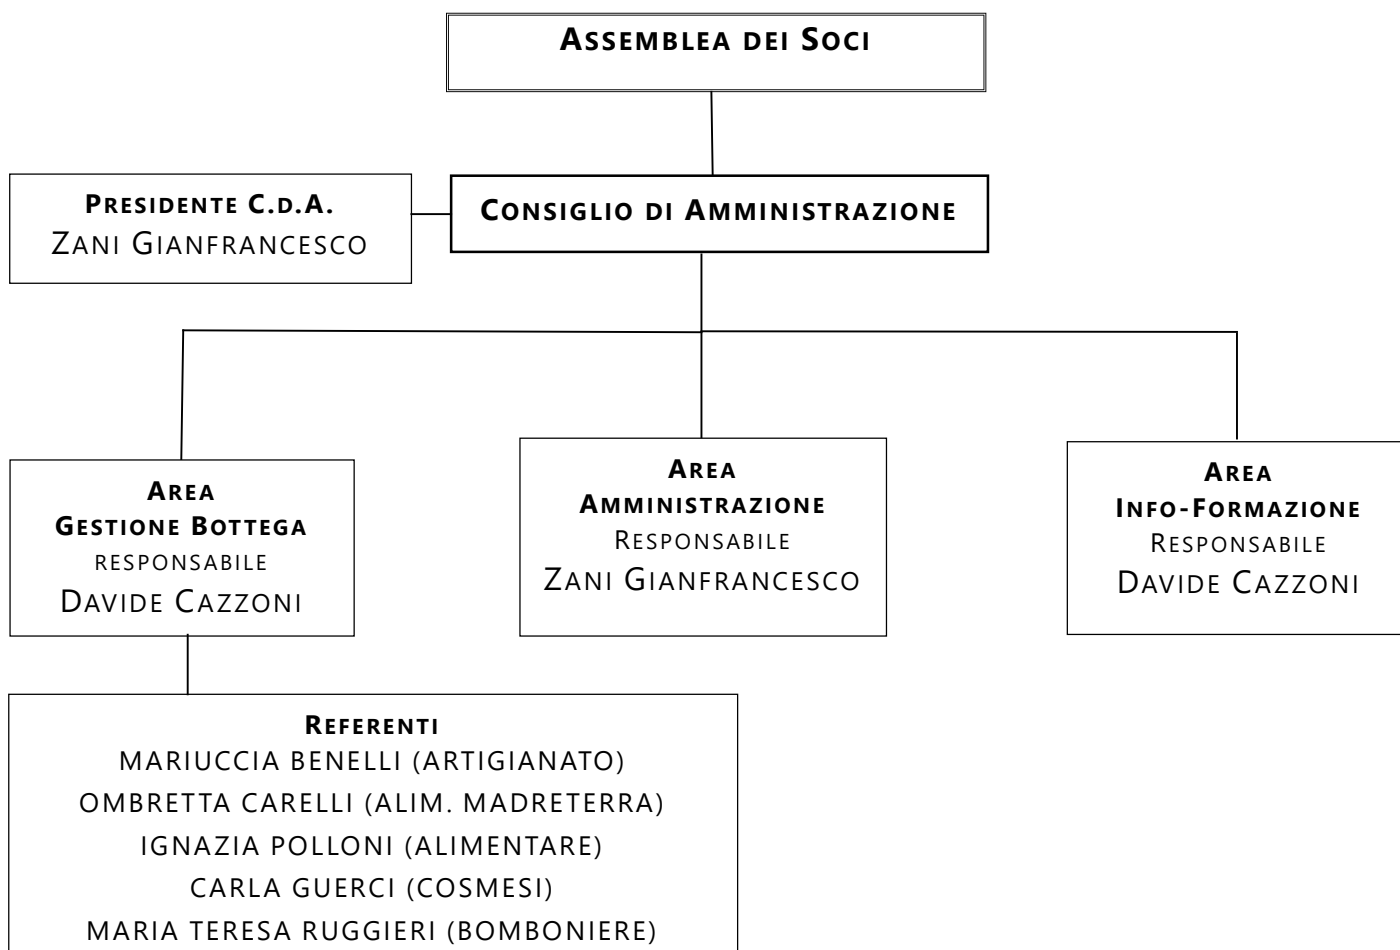 ASSEMBLEA DEI SOCI
PRESIDENTE C.D.A.
ZANI GIANFRANCESCO
CONSIGLIO DI AMMINISTRAZIONE
AREA
GESTIONE BOTTEGA
RESPONSABILE
DAVIDE CAZZONI
AREA
AMMINISTRAZIONE
RESPONSABILE
ZANI GIANFRANCESCO
AREA
INFO-FORMAZIONE
RESPONSABILE
DAVIDE CAZZONI
REFERENTI
MARIUCCIA BENELLI (ARTIGIANATO)
OMBRETTA CARELLI (ALIM. MADRETERRA)
IGNAZIA POLLONI (ALIMENTARE)
CARLA GUERCI (COSMESI)
MARIA TERESA RUGGIERI (BOMBONIERE)